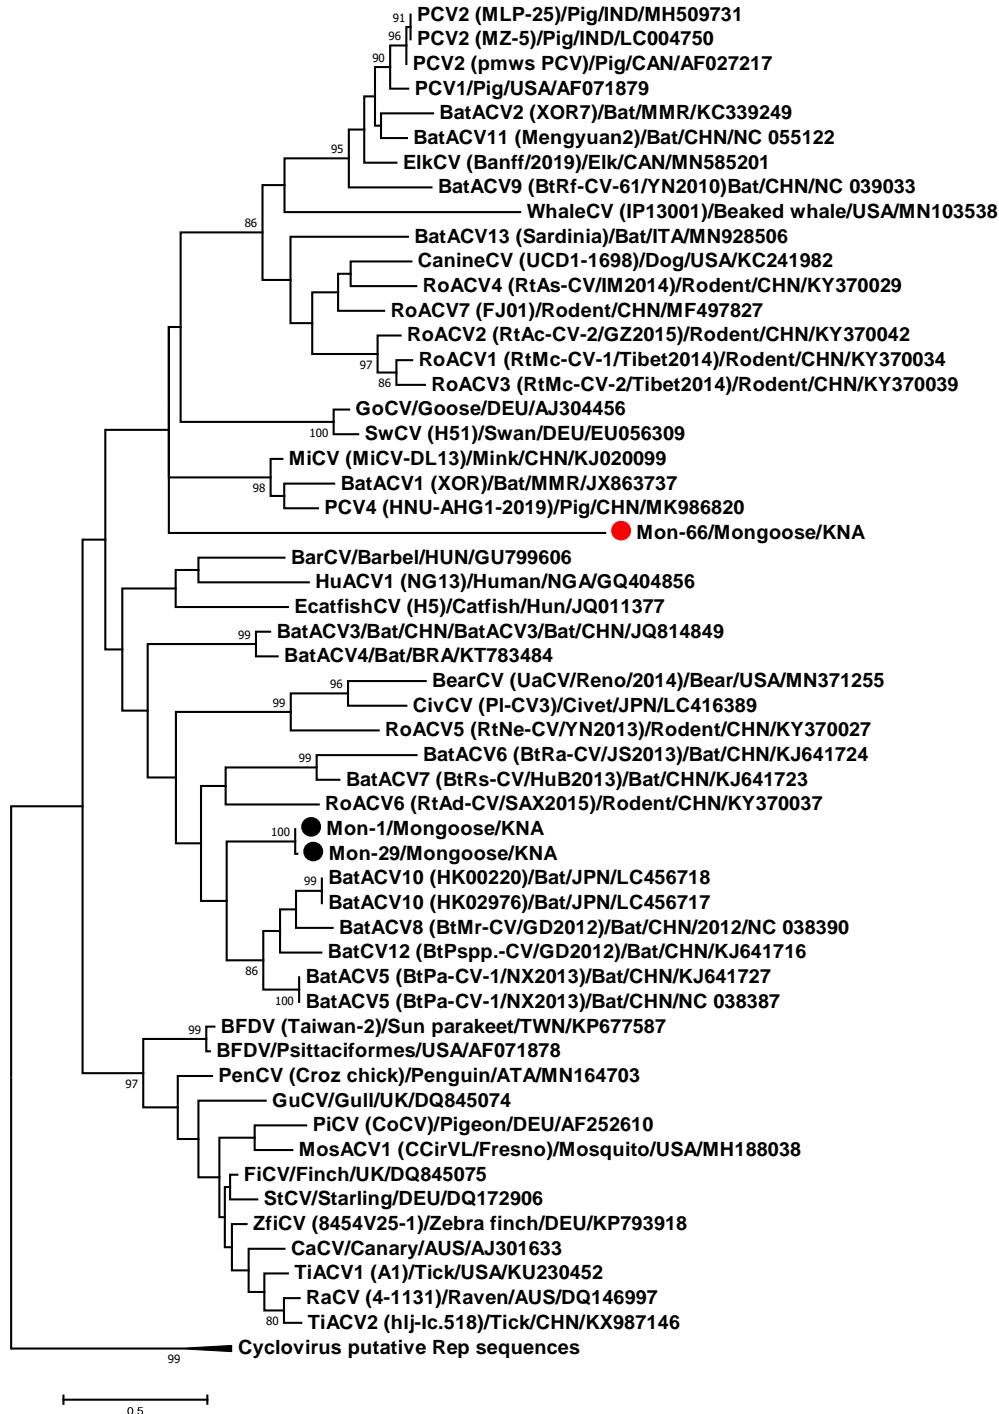 91
PCV2 (MLP-25)/Pig/IND/MH509731
96
PCV2 (MZ-5)/Pig/IND/LC004750
90
PCV2 (pmws PCV)/Pig/CAN/AF027217
PCV1/Pig/USA/AF071879
BatACV2 (XOR7)/Bat/MMR/KC339249
BatACV11 (Mengyuan2)/Bat/CHN/NC 055122
95
ElkCV (Banff/2019)/Elk/CAN/MN585201
BatACV9 (BtRf-CV-61/YN2010)Bat/CHN/NC 039033
WhaleCV (IP13001)/Beaked whale/USA/MN103538
86
BatACV13 (Sardinia)/Bat/ITA/MN928506
CanineCV (UCD1-1698)/Dog/USA/KC241982
RoACV4 (RtAs-CV/IM2014)/Rodent/CHN/KY370029
RoACV7 (FJ01)/Rodent/CHN/MF497827
RoACV2 (RtAc-CV-2/GZ2015)/Rodent/CHN/KY370042
97
RoACV1 (RtMc-CV-1/Tibet2014)/Rodent/CHN/KY370034
86
RoACV3 (RtMc-CV-2/Tibet2014)/Rodent/CHN/KY370039
GoCV/Goose/DEU/AJ304456
100
SwCV (H51)/Swan/DEU/EU056309
MiCV (MiCV-DL13)/Mink/CHN/KJ020099
98
BatACV1 (XOR)/Bat/MMR/JX863737
PCV4 (HNU-AHG1-2019)/Pig/CHN/MK986820
Mon-66/Mongoose/KNA
BarCV/Barbel/HUN/GU799606
HuACV1 (NG13)/Human/NGA/GQ404856
EcatfishCV (H5)/Catfish/Hun/JQ011377
99
BatACV3/Bat/CHN/BatACV3/Bat/CHN/JQ814849
BatACV4/Bat/BRA/KT783484
96
BearCV (UaCV/Reno/2014)/Bear/USA/MN371255
99
CivCV (Pl-CV3)/Civet/JPN/LC416389
RoACV5 (RtNe-CV/YN2013)/Rodent/CHN/KY370027
99
BatACV6 (BtRa-CV/JS2013)/Bat/CHN/KJ641724
BatACV7 (BtRs-CV/HuB2013)/Bat/CHN/KJ641723
RoACV6 (RtAd-CV/SAX2015)/Rodent/CHN/KY370037
100
Mon-1/Mongoose/KNA
Mon-29/Mongoose/KNA
99
BatACV10 (HK00220)/Bat/JPN/LC456718
BatACV10 (HK02976)/Bat/JPN/LC456717
BatACV8 (BtMr-CV/GD2012)/Bat/CHN/2012/NC 038390
BatCV12 (BtPspp.-CV/GD2012)/Bat/CHN/KJ641716
86
BatACV5 (BtPa-CV-1/NX2013)/Bat/CHN/KJ641727
100
BatACV5 (BtPa-CV-1/NX2013)/Bat/CHN/NC 038387
99
BFDV (Taiwan-2)/Sun parakeet/TWN/KP677587
BFDV/Psittaciformes/USA/AF071878
97
PenCV (Croz chick)/Penguin/ATA/MN164703
GuCV/Gull/UK/DQ845074
PiCV (CoCV)/Pigeon/DEU/AF252610
MosACV1 (CCirVL/Fresno)/Mosquito/USA/MH188038
FiCV/Finch/UK/DQ845075
StCV/Starling/DEU/DQ172906
ZfiCV (8454V25-1)/Zebra finch/DEU/KP793918
CaCV/Canary/AUS/AJ301633
TiACV1 (A1)/Tick/USA/KU230452
RaCV (4-1131)/Raven/AUS/DQ146997
80
TiACV2 (hlj-lc.518)/Tick/CHN/KX987146
Cyclovirus putative Rep sequences
99
0.5